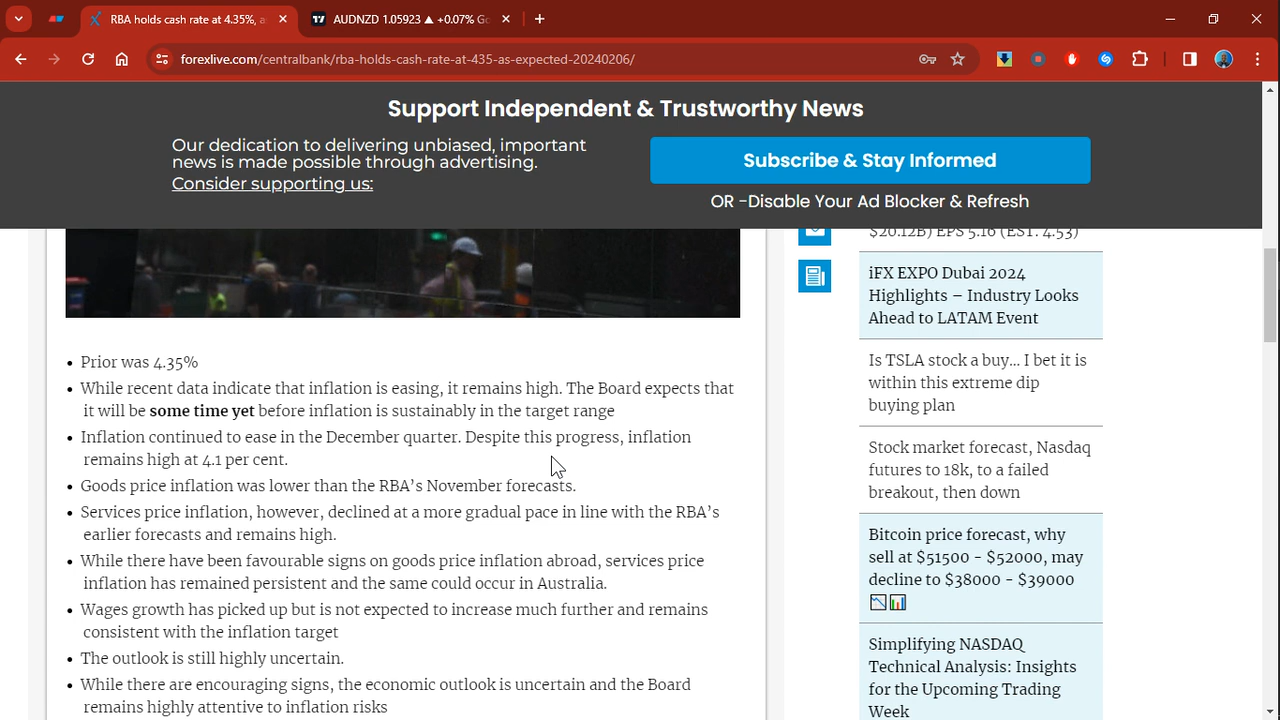 RBA holds cash rate at 4.35%, a
AUDNZD 1.05923 ▲ +0.07% Go
forexlive.com/centralbank/rba-holds-cash-rate-at-435-as-expected-20240206/
Support Independent & Trustworthy News
Our dedication to delivering unbiased, important
news is made possible through advertising.
Consider supporting us:
Subscribe & Stay Informed
OR -Disable Your Ad Blocker & Refresh
• Prior was 4.35%
• While recent data indicate that inflation is easing, it remains high. The Board expects that
it will be some time yet before inflation is sustainably in the target range
• Inflation continued to ease in the December quarter. Despite this progress, inflation
remains high at 4.1 per cent.
• Goods price inflation was lower than the RBA's November forecasts.
• Services price inflation, however, declined at a more gradual pace in line with the RBA's
earlier forecasts and remains high.
• While there have been favourable signs on goods price inflation abroad, services price
inflation has remained persistent and the same could occur in Australia.
• Wages growth has picked up but is not expected to increase much further and remains
consistent with the inflation target
• The outlook is still highly uncertain.
• While there are encouraging signs, the economic outlook is uncertain and the Board
remains highly attentive to inflation risks
$20.12B) EPS 5.16 (EST. 4.53)
iFX EXPO Dubai 2024
Highlights – Industry Looks
Ahead to LATAM Event
Is TSLA stock a buy... I bet it is
within this extreme dip
buying plan
Stock market forecast, Nasdaq
futures to 18k, to a failed
breakout, then down
Bitcoin price forecast, why
sell at $51500 - $52000, may
decline to $38000 - $39000
Simplifying NASDAQ
Technical Analysis: Insights
for the Upcoming Trading
Week